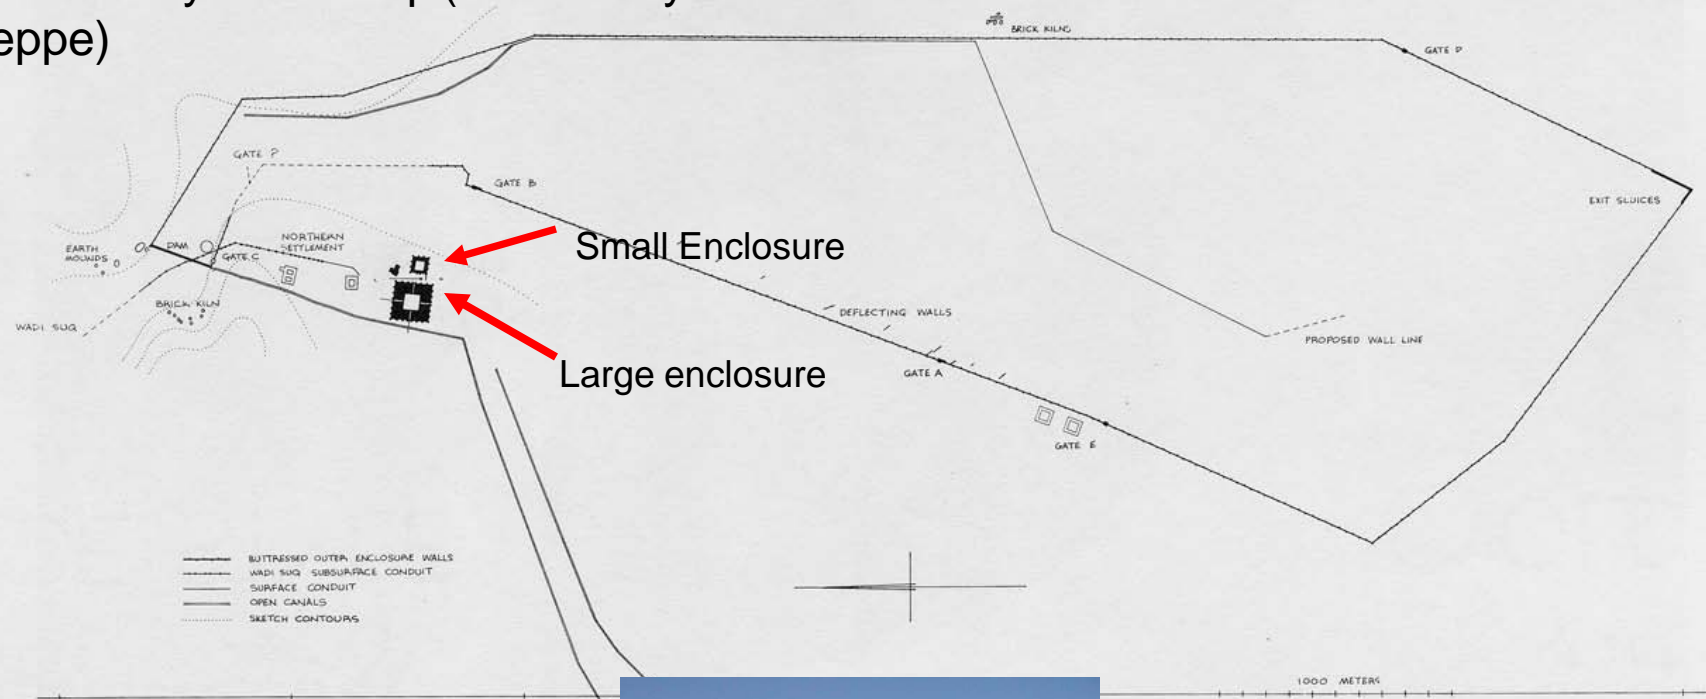 eppe)
BRICK KILNS
GATE D
GATE P
GATE B
EXIT SLUICES
EARTH
MOUNDS
DAM
GATE C
NORTHERN
SETTLEMENT
Small Enclosure
BRICK KILN
WADI SUQ
DEFLECTING WALLS
PROPOSED WALL LINE
Large enclosure
GATE A
GATE E
BUTTRESSED OUTER ENCLOSURE WALLS
WADI SUQ SUBSURFACE CONDUIT
SURFACE CONDUIT
OPEN CANALS
SKETCH CONTOURS
1000 METERS